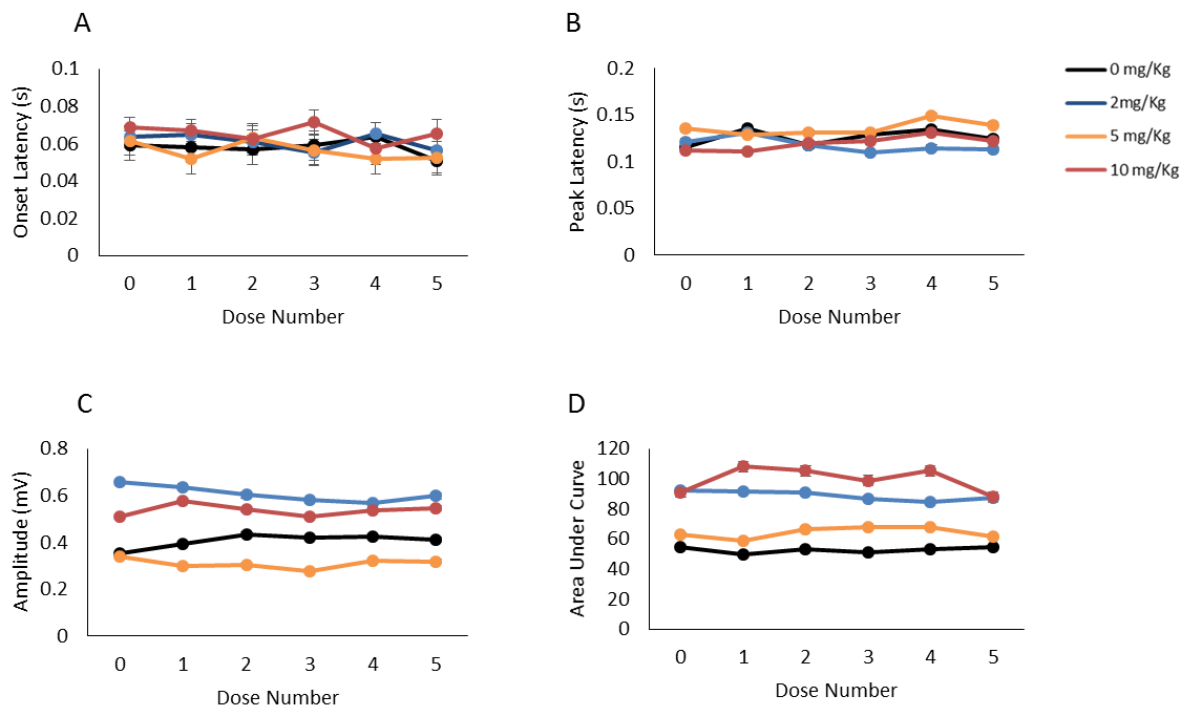 A
Onset Latency (s)
0.1
0.08
0.06
0.04
0.02
0
0 1 2 3 4 5
Dose Number
B
Peak Latency (s)
0.2
0.15
0.1
0.05
0
0 1 2 3 4 5
Dose Number
0 mg/Kg
2mg/Kg
5 mg/Kg
10 mg/Kg
C
Amplitude (mV)
0.8
0.6
0.4
0.2
0
0 1 2 3 4 5
Dose Number
D
Area Under Curve
120
100
80
60
40
20
0
0 1 2 3 4 5
Dose Number